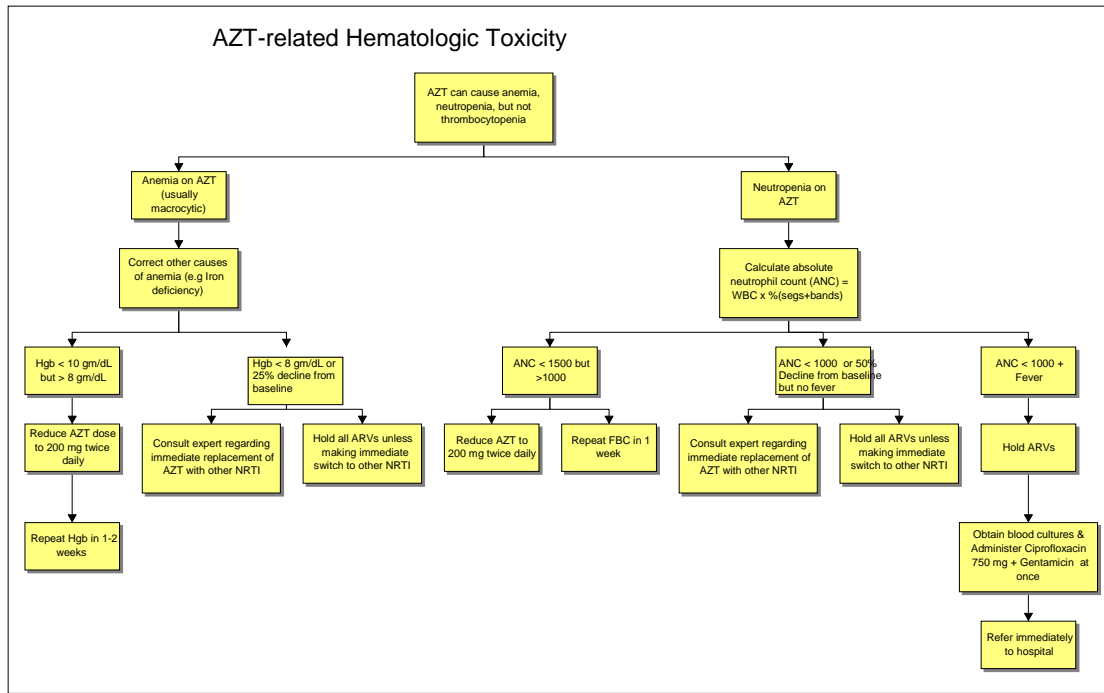 AZT-related Hematologic Toxicity
AZT can cause anemia,
neutropenia, but not
thrombocytopenia
Anemia on AZT
(usually
macrocytic)
Neutropenia on
AZT
Correct other causes
of anemia (e.g Iron
deficiency)
Calculate absolute
neutrophil count (ANC) =
WBC x %(segs+bands)
Hgb < 10 gm/dL
but > 8 gm/dL
Hgb < 8 gm/dL or
25% decline from
baseline
ANC < 1500 but
>1000
ANC < 1000 or 50%
Decline from baseline
but no fever
ANC < 1000 +
Fever
Reduce AZT dose
to 200 mg twice
daily
Consult expert regarding
immediate replacement of
AZT with other NRTI
Hold all ARVs unless
making immediate
switch to other NRTI
Reduce AZT to
200 mg twice daily
Repeat FBC in 1
week
Consult expert regarding
immediate replacement of
AZT with other NRTI
Hold all ARVs unless
making immediate
switch to other NRTI
Hold ARVs
Repeat Hgb in 1-2
weeks
Obtain blood cultures &
Administer Ciprofloxacin
750 mg + Gentamicin at
once
Refer immediately
to hospital